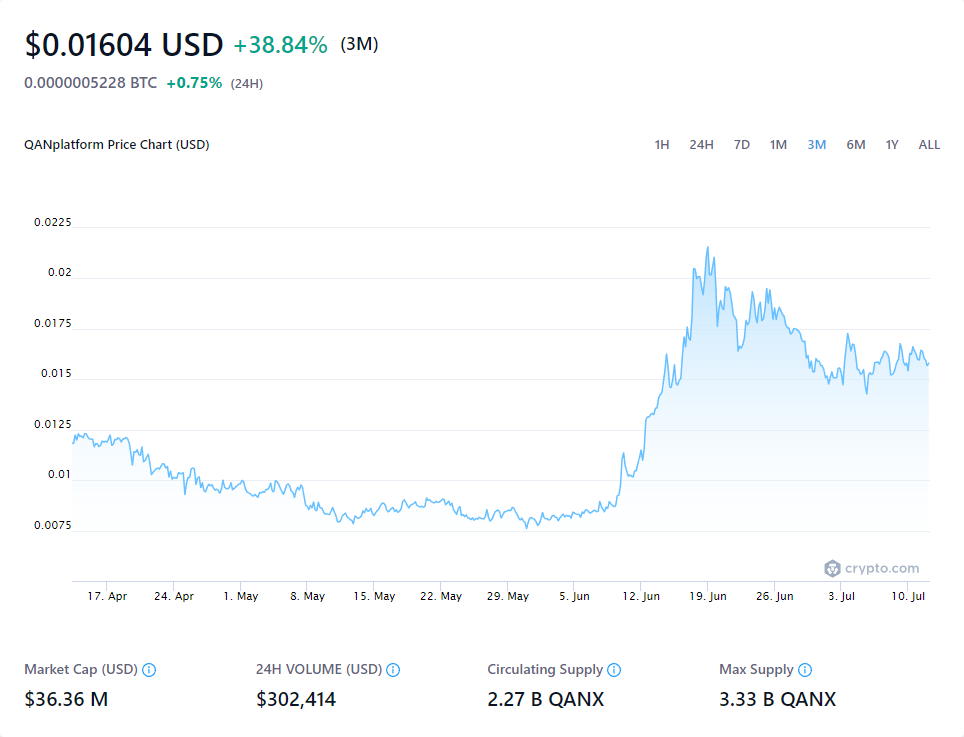 $0.01604 USD +38.84% (3M)
0.0000005228 BTC +0.75% (24H)
QANplatform Price Chart (USD) 1H 24H 7D 1M 3M 6M 1Y ALL
0.0225
0.02
0.0175
0.015
0.0125
0.01
0.0075
crypto.com
17. Apr 24. Apr 1. May 8. May 15. May 22. May 29. May 5. Jun 12. Jun 19. Jun 26. Jun 3. Jul 10. Jul
Market Cap (USD) 24H VOLUME (USD) Circulating Supply Max Supply
$36.36 M $302,414 2.27 B QANX 3.33 B QANX